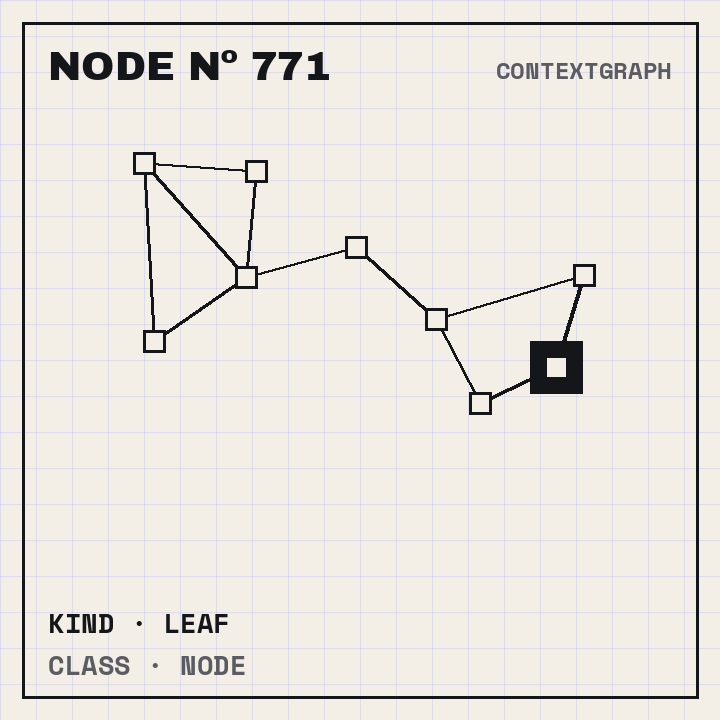 NODE Nº 771
CONTEXTGRAPH
KIND · LEAF
CLASS · NODE